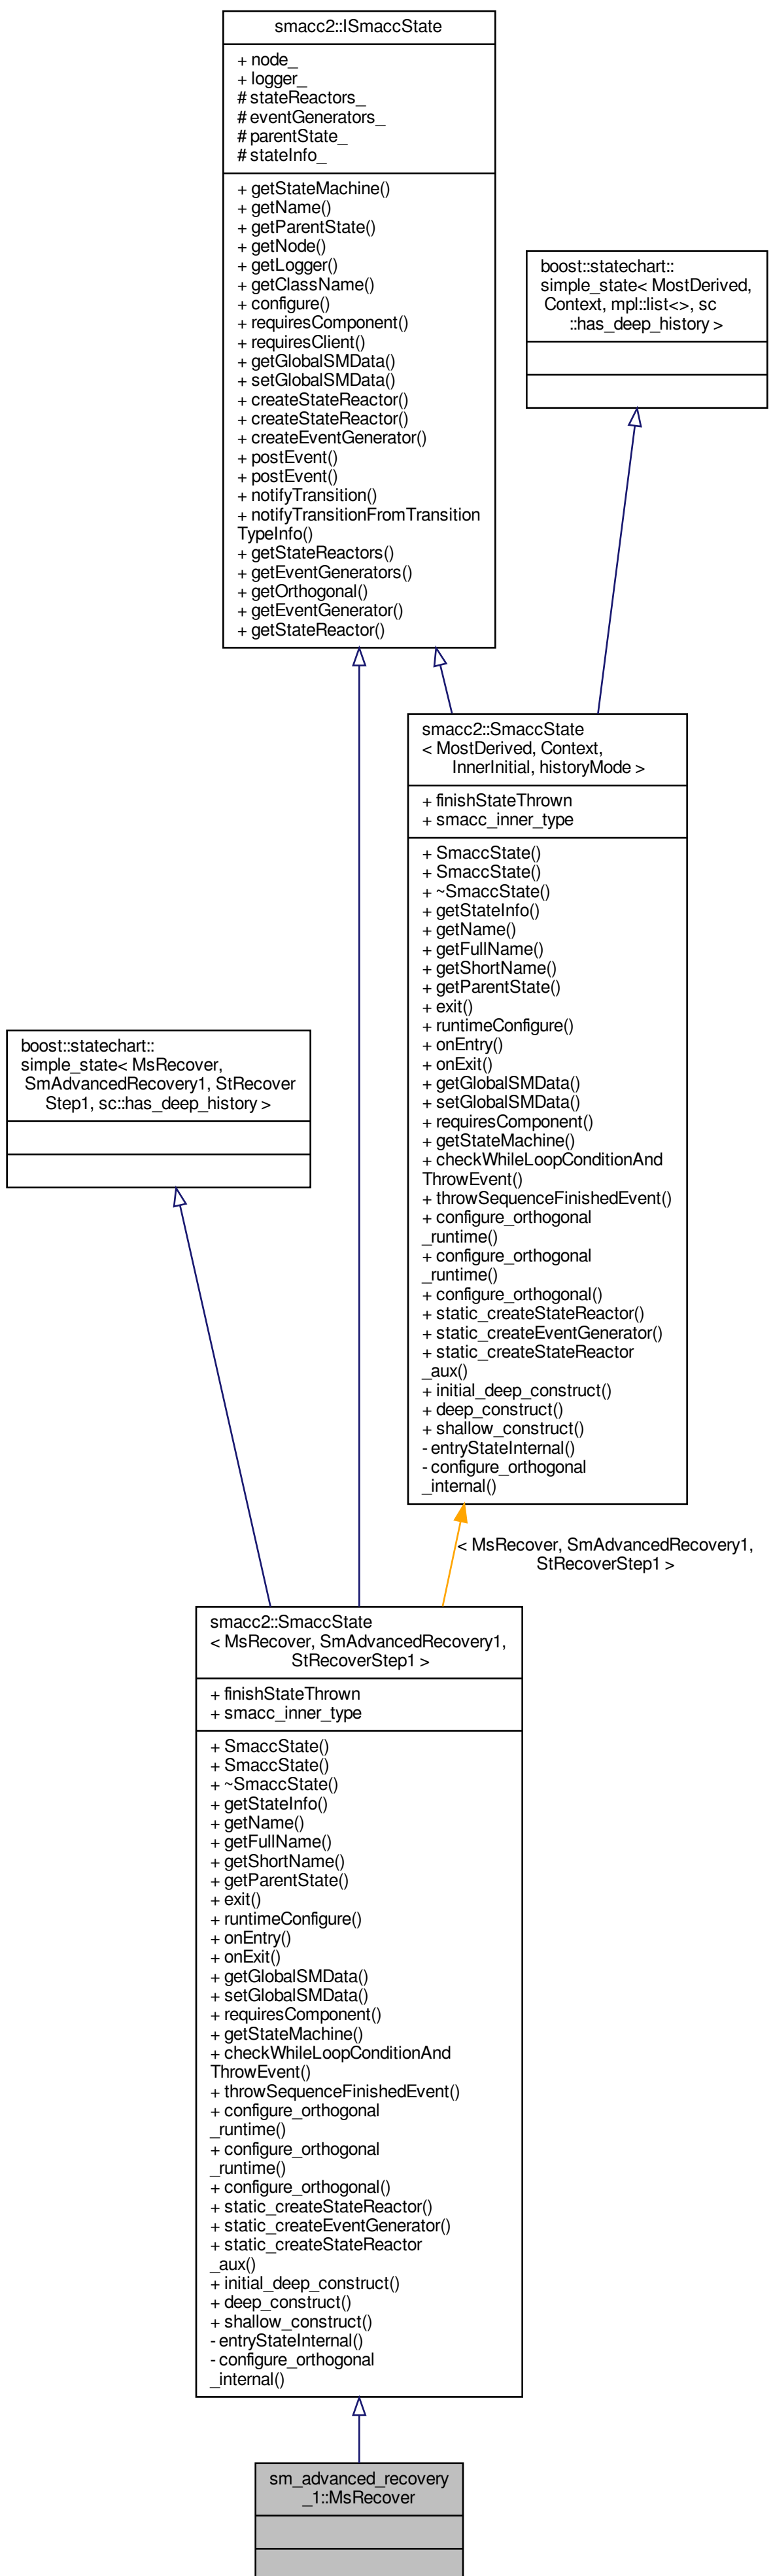 smacc2::ISmaccState
+ node_
+ logger_
# stateReactors_
# eventGenerators_
# parentState_
# stateInfo_
+ getStateMachine()
+ getName()
+ getParentState()
+ getNode()
+ getLogger()
+ getClassName()
+ configure()
+ requiresComponent()
+ requiresClient()
+ getGlobalSMData()
+ setGlobalSMData()
+ createStateReactor()
+ createStateReactor()
+ createEventGenerator()
+ postEvent()
+ postEvent()
+ notifyTransition()
+ notifyTransitionFromTransition
TypeInfo()
+ getStateReactors()
+ getEventGenerators()
+ getOrthogonal()
+ getEventGenerator()
+ getStateReactor()
boost::statechart::
simple_state< MostDerived,
Context, mpl::list<>, sc
::has_deep_history >
smacc2::SmaccState
< MostDerived, Context,
InnerInitial, historyMode >
+ finishStateThrown
+ smacc_inner_type
+ SmaccState()
+ SmaccState()
+ ~SmaccState()
+ getStateInfo()
+ getName()
+ getFullName()
+ getShortName()
+ getParentState()
+ exit()
+ runtimeConfigure()
+ onEntry()
+ onExit()
+ getGlobalSMData()
+ setGlobalSMData()
+ requiresComponent()
+ getStateMachine()
+ checkWhileLoopConditionAnd
ThrowEvent()
+ throwSequenceFinishedEvent()
+ configure_orthogonal
_runtime()
+ configure_orthogonal
_runtime()
+ configure_orthogonal()
+ static_createStateReactor()
+ static_createEventGenerator()
+ static_createStateReactor
_aux()
+ initial_deep_construct()
+ deep_construct()
+ shallow_construct()
- entryStateInternal()
- configure_orthogonal
_internal()
boost::statechart::
simple_state< MsRecover,
SmAdvancedRecovery1, StRecover
Step1, sc::has_deep_history >
< MsRecover, SmAdvancedRecovery1,
StRecoverStep1 >
smacc2::SmaccState
< MsRecover, SmAdvancedRecovery1,
StRecoverStep1 >
+ finishStateThrown
+ smacc_inner_type
+ SmaccState()
+ SmaccState()
+ ~SmaccState()
+ getStateInfo()
+ getName()
+ getFullName()
+ getShortName()
+ getParentState()
+ exit()
+ runtimeConfigure()
+ onEntry()
+ onExit()
+ getGlobalSMData()
+ setGlobalSMData()
+ requiresComponent()
+ getStateMachine()
+ checkWhileLoopConditionAnd
ThrowEvent()
+ throwSequenceFinishedEvent()
+ configure_orthogonal
_runtime()
+ configure_orthogonal
_runtime()
+ configure_orthogonal()
+ static_createStateReactor()
+ static_createEventGenerator()
+ static_createStateReactor
_aux()
+ initial_deep_construct()
+ deep_construct()
+ shallow_construct()
- entryStateInternal()
- configure_orthogonal
_internal()
sm_advanced_recovery
_1::MsRecover